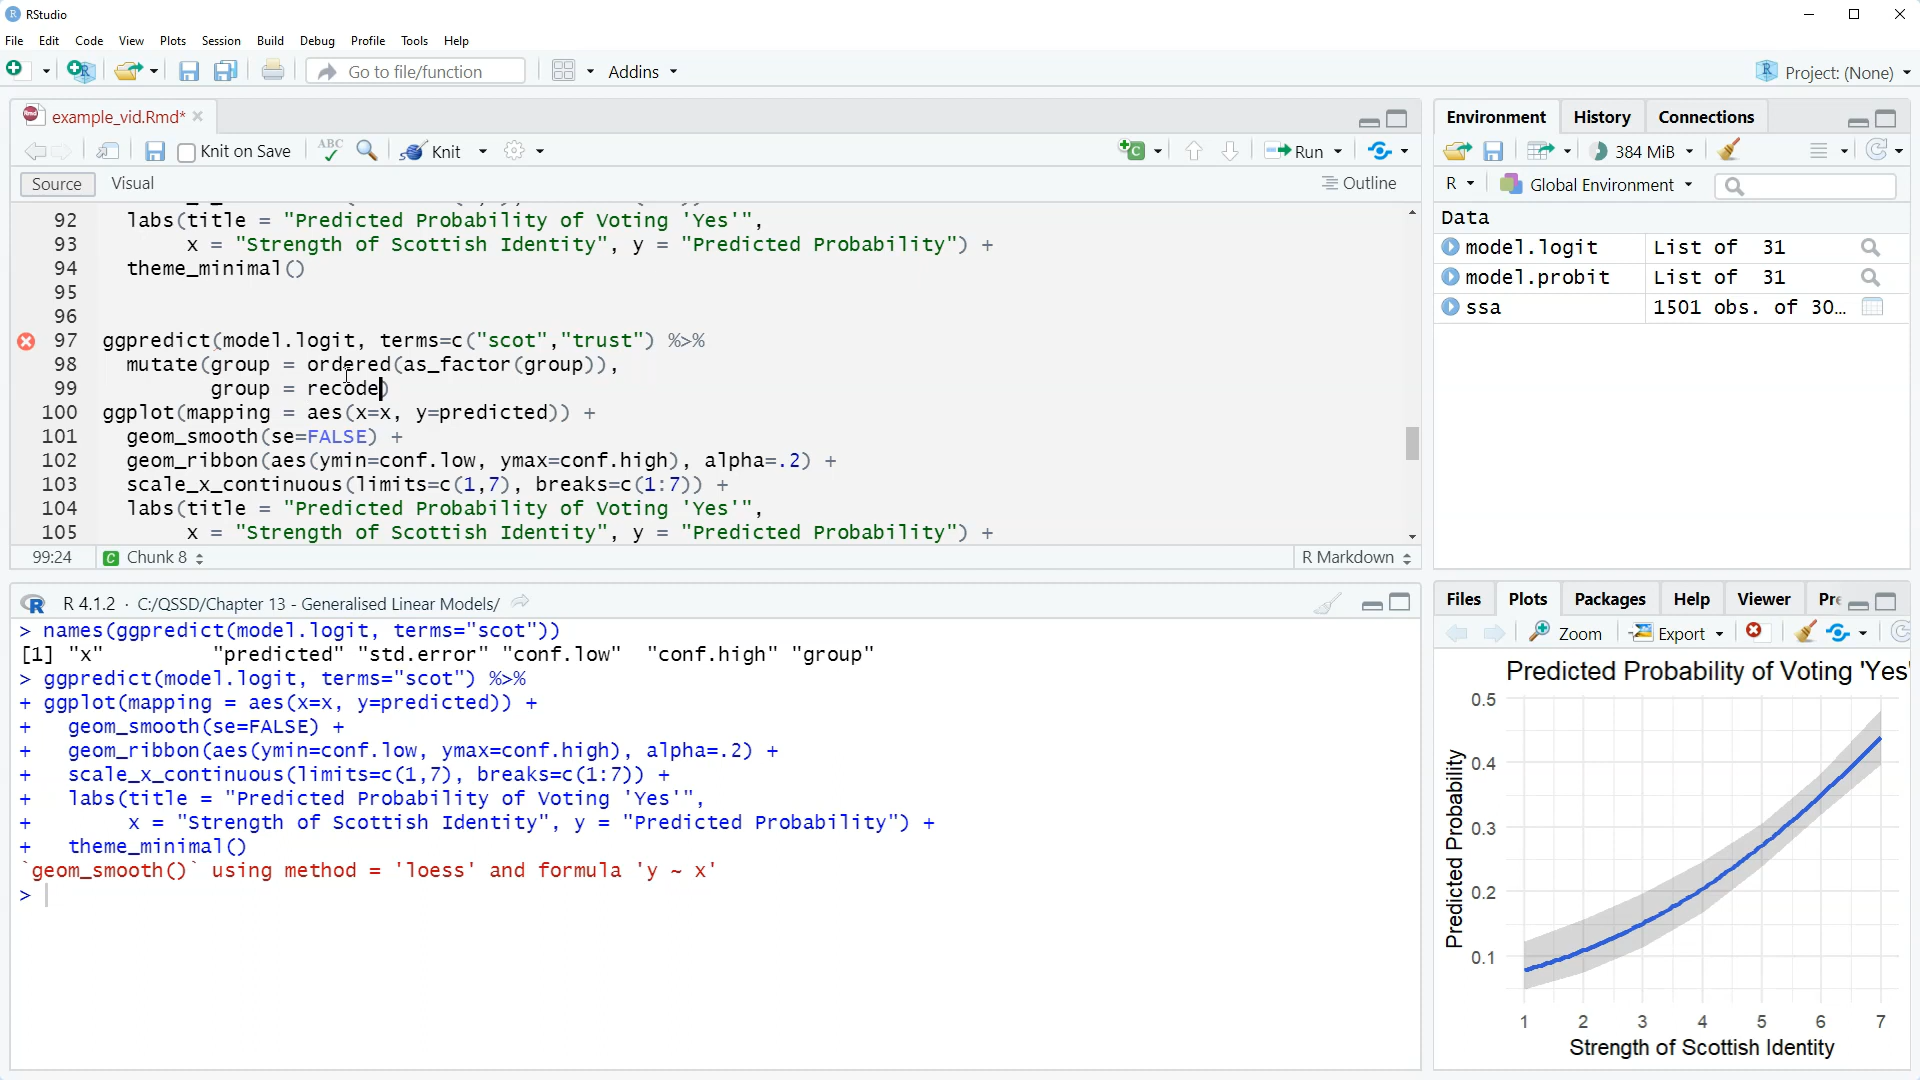 RStudio
File Edit Code View Plots Session Build Debug Profile Tools Help
Go to file/function Addins Project: (None)
example_vid.Rmd*
Knit on Save ABC Knit Run
Source Visual Outline
92 labs(title = "Predicted Probability of Voting 'Yes'",
93 x = "Strength of Scottish Identity", y = "Predicted Probability") +
94 theme_minimal()
95
96
97 ggpredict(model.logit, terms=c("scot","trust") %>%
98 mutate(group = ordered(as_factor(group)),
99 group = recode)
100 ggplot(mapping = aes(x=x, y=predicted)) +
101 geom_smooth(se=FALSE) +
102 geom_ribbon(aes(ymin=conf.low, ymax=conf.high), alpha=.2) +
103 scale_x_continuous(limits=c(1,7), breaks=c(1:7)) +
104 labs(title = "Predicted Probability of Voting 'Yes'",
105 x = "Strength of Scottish Identity", y = "Predicted Probability") +
99:24 C Chunk 8 R Markdown
R 4.1.2 · C:/QSSD/Chapter 13 - Generalised Linear Models/
> names(ggpredict(model.logit, terms="scot"))
[1] "x" "predicted" "std.error" "conf.low" "conf.high" "group"
> ggpredict(model.logit, terms="scot") %>%
+ ggplot(mapping = aes(x=x, y=predicted)) +
+ geom_smooth(se=FALSE) +
+ geom_ribbon(aes(ymin=conf.low, ymax=conf.high), alpha=.2) +
+ scale_x_continuous(limits=c(1,7), breaks=c(1:7)) +
+ labs(title = "Predicted Probability of Voting 'Yes'",
+ x = "Strength of Scottish Identity", y = "Predicted Probability") +
+ theme_minimal()
`geom_smooth()` using method = 'loess' and formula 'y ~ x'
>
Environment History Connections
384 MiB
R Global Environment
Data
model.logit List of 31
model.probit List of 31
ssa 1501 obs. of 30…
Files Plots Packages Help Viewer Pre
Zoom Export
Predicted Probability of Voting 'Yes'
Predicted Probability
0.5
0.4
0.3
0.2
0.1
1 2 3 4 5 6 7
Strength of Scottish Identity